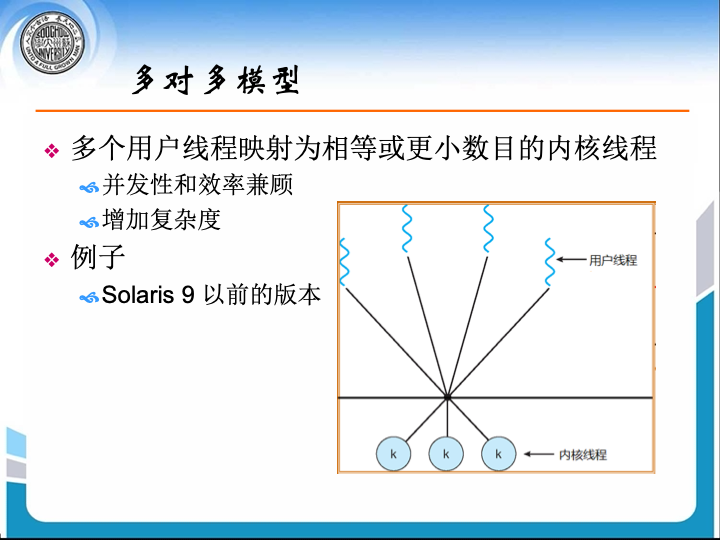 多对多模型
多个用户线程映射为相等或更小数目的内核线程
并发性和效率兼顾
增加复杂度
例子
Solaris 9 以前的版本
用户线程
k k k
内核线程